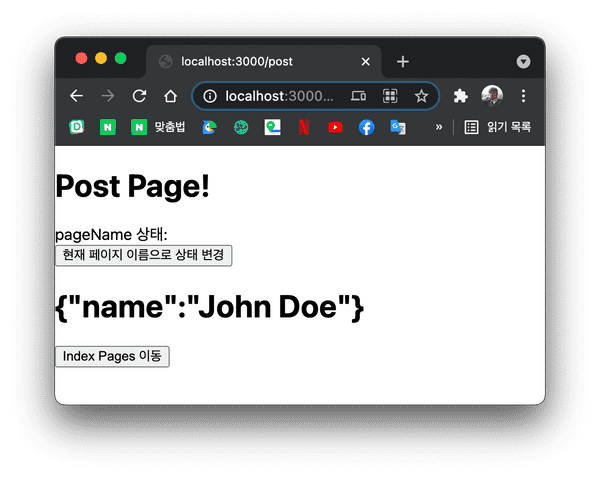 localhost:3000/post
localhost:3000...
맞춤법
»
읽기 목록
Post Page!
pageName 상태:
현재 페이지 이름으로 상태 변경
{"name":"John Doe"}
Index Pages 이동